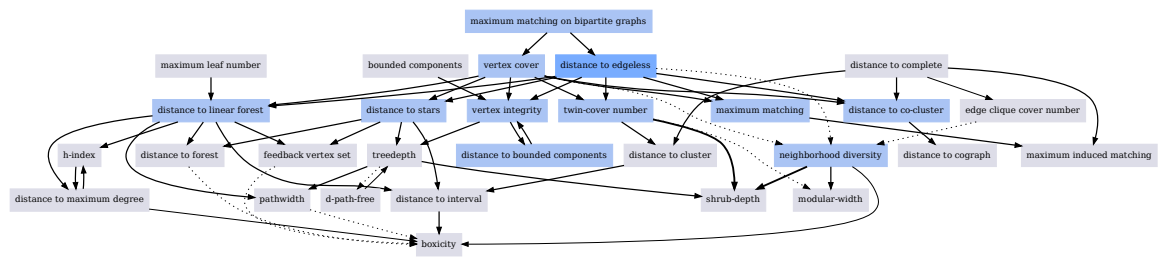 maximum matching on bipartite graphs
maximum leaf number
bounded components
vertex cover
distance to edgeless
distance to complete
distance to linear forest
distance to stars
vertex integrity
twin-cover number
maximum matching
distance to co-cluster
edge clique cover number
h-index
distance to forest
feedback vertex set
treedepth
distance to bounded components
distance to cluster
neighborhood diversity
distance to cograph
maximum induced matching
distance to maximum degree
pathwidth
d-path-free
distance to interval
shrub-depth
modular-width
boxicity